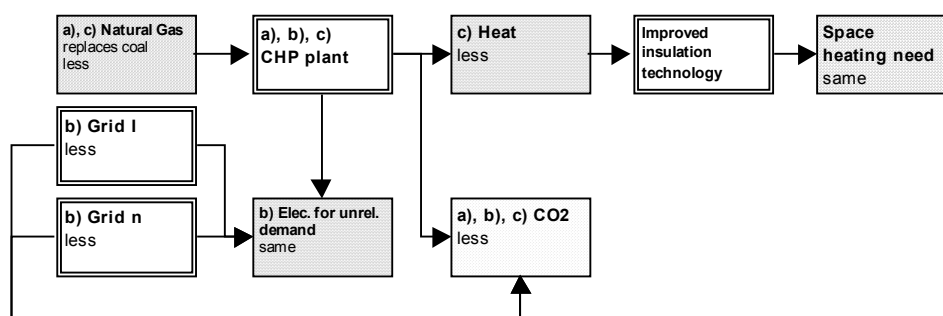 a), c) Natural Gas
replaces coal
less
a), b), c)
CHP plant
c) Heat
less
Improved
insulation
technology
Space
heating need
same
b) Grid I
less
b) Grid n
less
b) Elec. for unrel.
demand
same
a), b), c) CO2
less